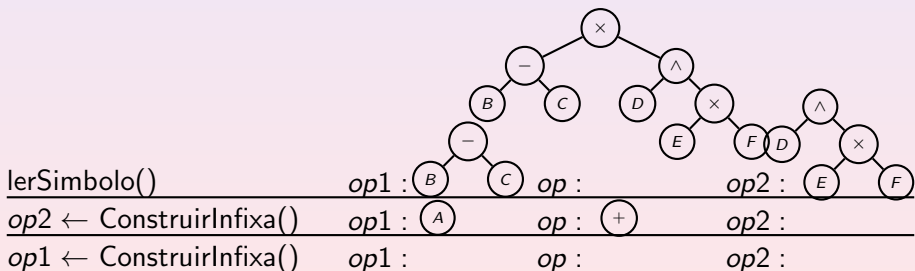 ×
− ∧
B C D ×
E F
− ∧
D ×
lerSimbolo() op1 : B C op : op2 : E F
op2 ← ConstruirInfixa() op1 : A op : + op2 :
op1 ← ConstruirInfixa() op1 : op : op2 :